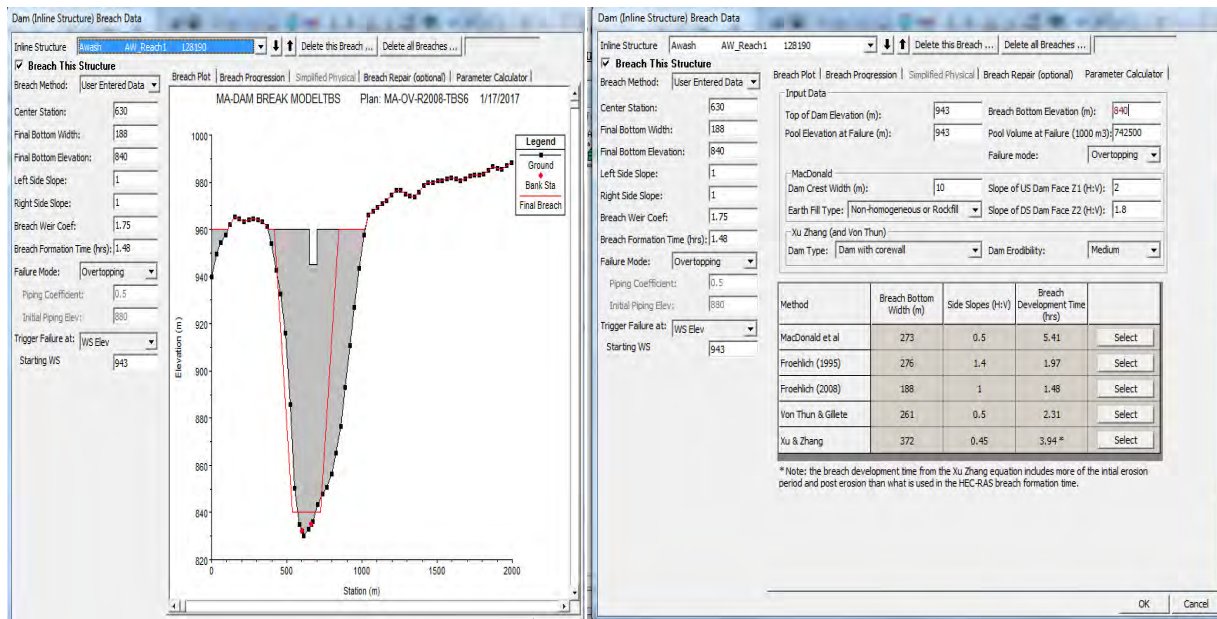 Dam (Inline Structure) Breach Data
Inline Structure Awash AW_Reach1 128190 Delete this Breach ... Delete all Breaches ...
Breach This Structure
Breach Method: User Entered Data
Center Station: 630
Final Bottom Width: 188
Final Bottom Elevation: 840
Left Side Slope: 1
Right Side Slope: 1
Breach Weir Coef: 1.75
Breach Formation Time (hrs): 1.48
Failure Mode: Overtopping
Piping Coefficient: 0.5
Initial Piping Elev: 880
Trigger Failure at: WS Elev
Starting WS 943
Breach Plot Breach Progression Simplified Physical Breach Repair (optional) Parameter Calculator
MA-DAM BREAK MODELTBS Plan: MA-OV-R2008-TBS6 1/17/2017
Legend
Ground
Bank Sta
Final Breach
Elevation (m)
1000
980
960
940
920
900
880
860
840
820
0 500 1000 1500 2000
Station (m)
Dam (Inline Structure) Breach Data
Inline Structure Awash AW_Reach1 128190 Delete this Breach ... Delete all Breaches ...
Breach This Structure
Breach Method: User Entered Data
Center Station: 630
Final Bottom Width: 188
Final Bottom Elevation: 840
Left Side Slope: 1
Right Side Slope: 1
Breach Weir Coef: 1.75
Breach Formation Time (hrs): 1.48
Failure Mode: Overtopping
Piping Coefficient: 0.5
Initial Piping Elev: 880
Trigger Failure at: WS Elev
Starting WS 943
Breach Plot Breach Progression Simplified Physical Breach Repair (optional) Parameter Calculator
Input Data
Top of Dam Elevation (m): 943 Breach Bottom Elevation (m): 840
Pool Elevation at Failure (m): 943 Pool Volume at Failure (1000 m3): 742500
Failure mode: Overtopping
MacDonald
Dam Crest Width (m): 10 Slope of US Dam Face Z1 (H:V): 2
Earth Fill Type: Non-homogeneous or Rockfill Slope of DS Dam Face Z2 (H:V): 1.8
Xu Zhang (and Von Thun)
Dam Type: Dam with corewall Dam Erodibility: Medium
Method Breach Bottom Width (m) Side Slopes (H:V) Breach Development Time (hrs)
MacDonald et al 273 0.5 5.41 Select
Froehlich (1995) 276 1.4 1.97 Select
Froehlich (2008) 188 1 1.48 Select
Von Thun & Gillete 261 0.5 2.31 Select
Xu & Zhang 372 0.45 3.94 * Select
* Note: the breach development time from the Xu Zhang equation includes more of the intial erosion
period and post erosion than what is used in the HEC-RAS breach formation time.
OK Cancel